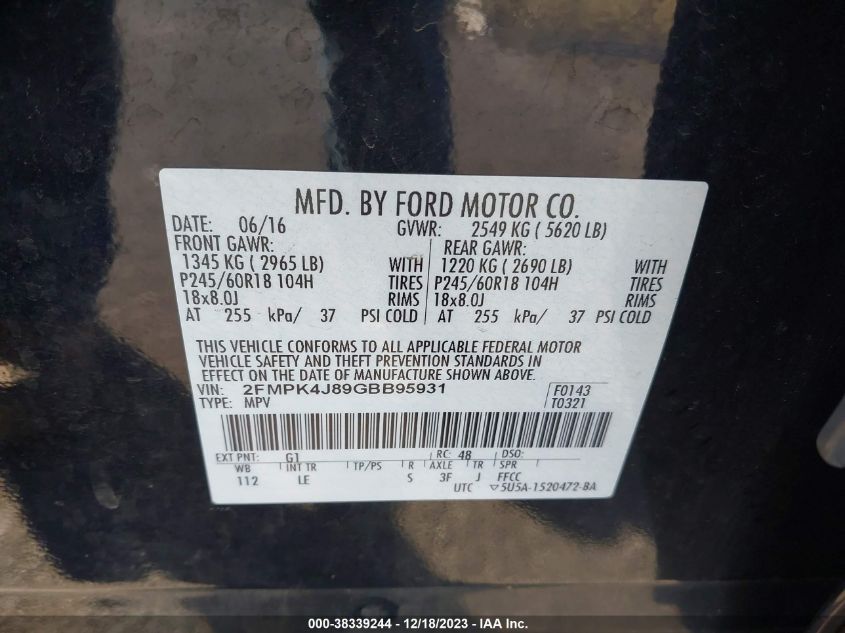 MFD. BY FORD MOTOR CO.
DATE: 06/16 GVWR: 2549 KG ( 5620 LB)
FRONT GAWR: REAR GAWR:
1345 KG ( 2965 LB) WITH 1220 KG ( 2690 LB) WITH
P245/60R18 104H TIRES P245/60R18 104H TIRES
18x8.0J RIMS 18x8.0J RIMS
AT 255 kPa/ 37 PSI COLD AT 255 kPa/ 37 PSI COLD
THIS VEHICLE CONFORMS TO ALL APPLICABLE FEDERAL MOTOR
VEHICLE SAFETY AND THEFT PREVENTION STANDARDS IN
EFFECT ON THE DATE OF MANUFACTURE SHOWN ABOVE.
VIN: 2FMPK4J89GBB95931 F0143
TYPE: MPV T0321
EXT PNT: G1 RC: 48 DSO:
WB INT TR TP/PS R AXLE TR SPR
112 LE S 3F J FFCC
UTC ▽5U5A-1520472-BA
000-38339244 - 12/18/2023 - IAA Inc.